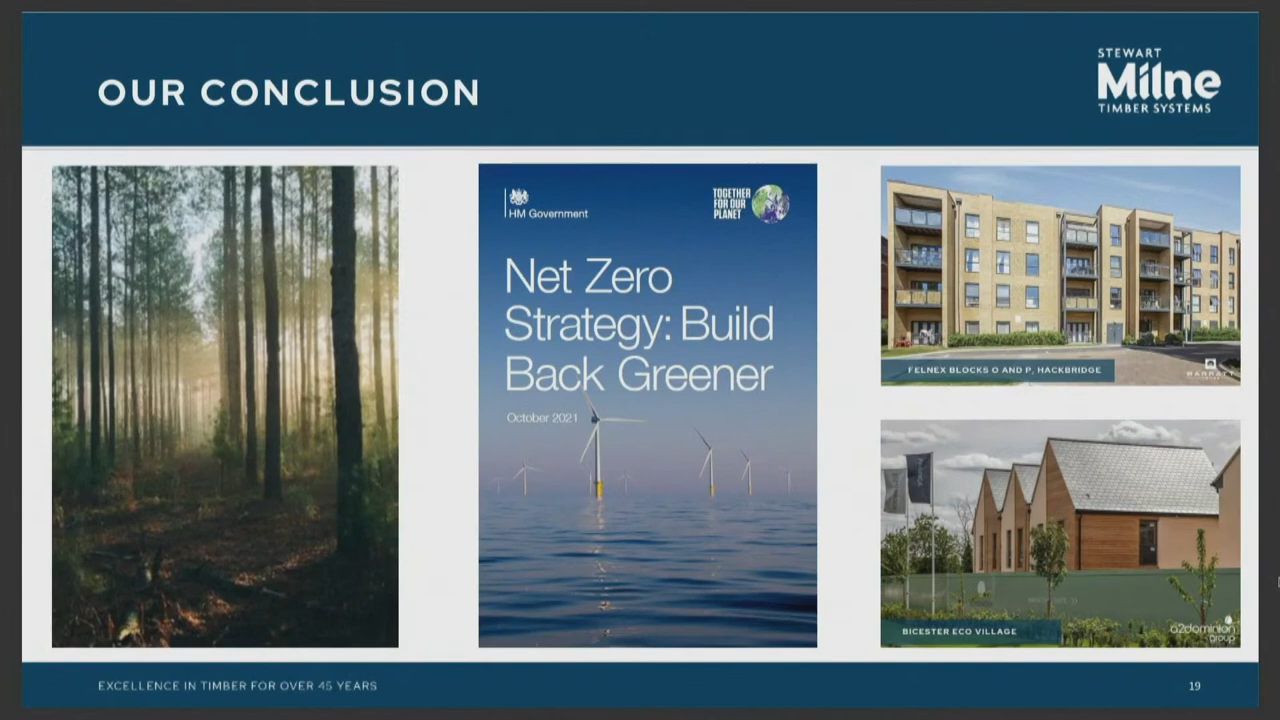 OUR CONCLUSION
STEWART
Milne
TIMBER SYSTEMS
HM Government
TOGETHER
FOR OUR
PLANET
Net Zero
Strategy: Build
Back Greener
October 2021
FELNEX BLOCKS O AND P, HACKBRIDGE
BARRATT
BICESTER ECO VILLAGE
a2dominion
group
EXCELLENCE IN TIMBER FOR OVER 45 YEARS
19